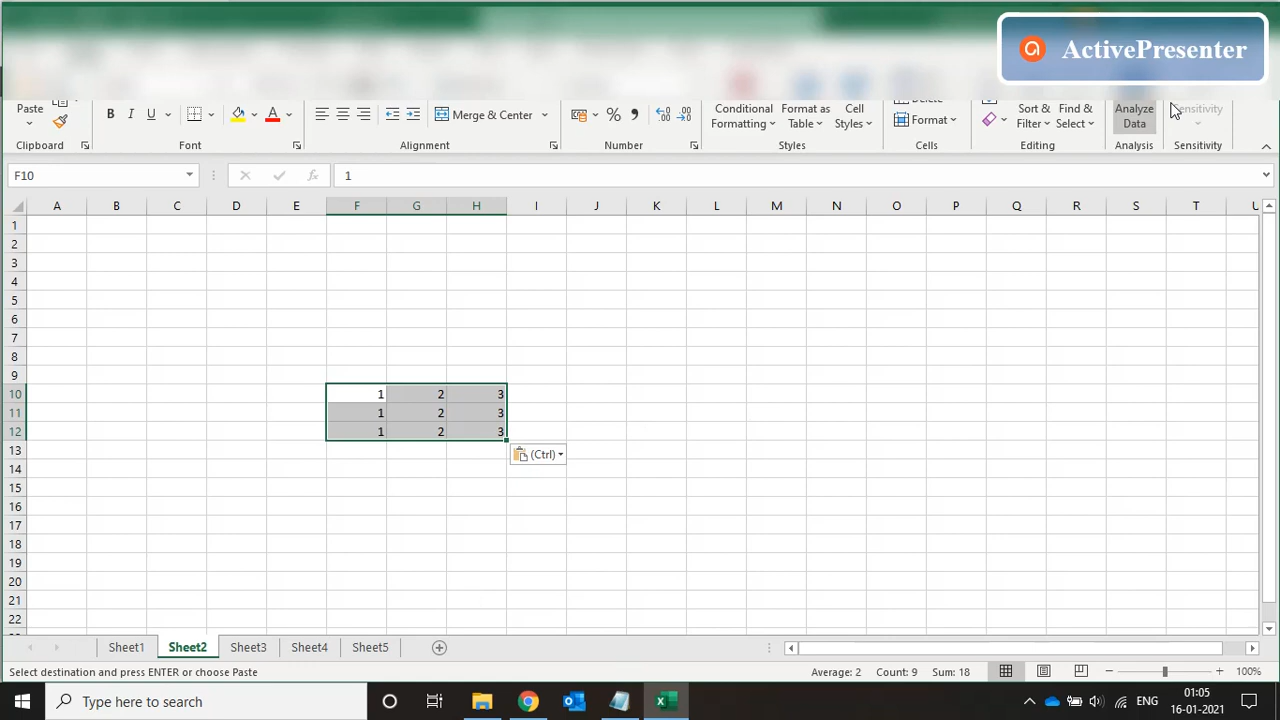 ActivePresenter
Paste
B I U A
Merge & Center
% ,
Conditional Formatting
Format as Table
Cell Styles
Delete
Format
Sort & Filter
Find & Select
Analyze Data
Sensitivity
Clipboard Font Alignment Number Styles Cells Editing Analysis Sensitivity
F10 fx 1
A B C D E F G H I J K L M N O P Q R S T U
1
2
3
4
5
6
7
8
9
10 1 2 3
11 1 2 3
12 1 2 3
13 (Ctrl)
14
15
16
17
18
19
20
21
22
Sheet1 Sheet2 Sheet3 Sheet4 Sheet5
Select destination and press ENTER or choose Paste Average: 2 Count: 9 Sum: 18 100%
Type here to search ENG 01:05
16-01-2021